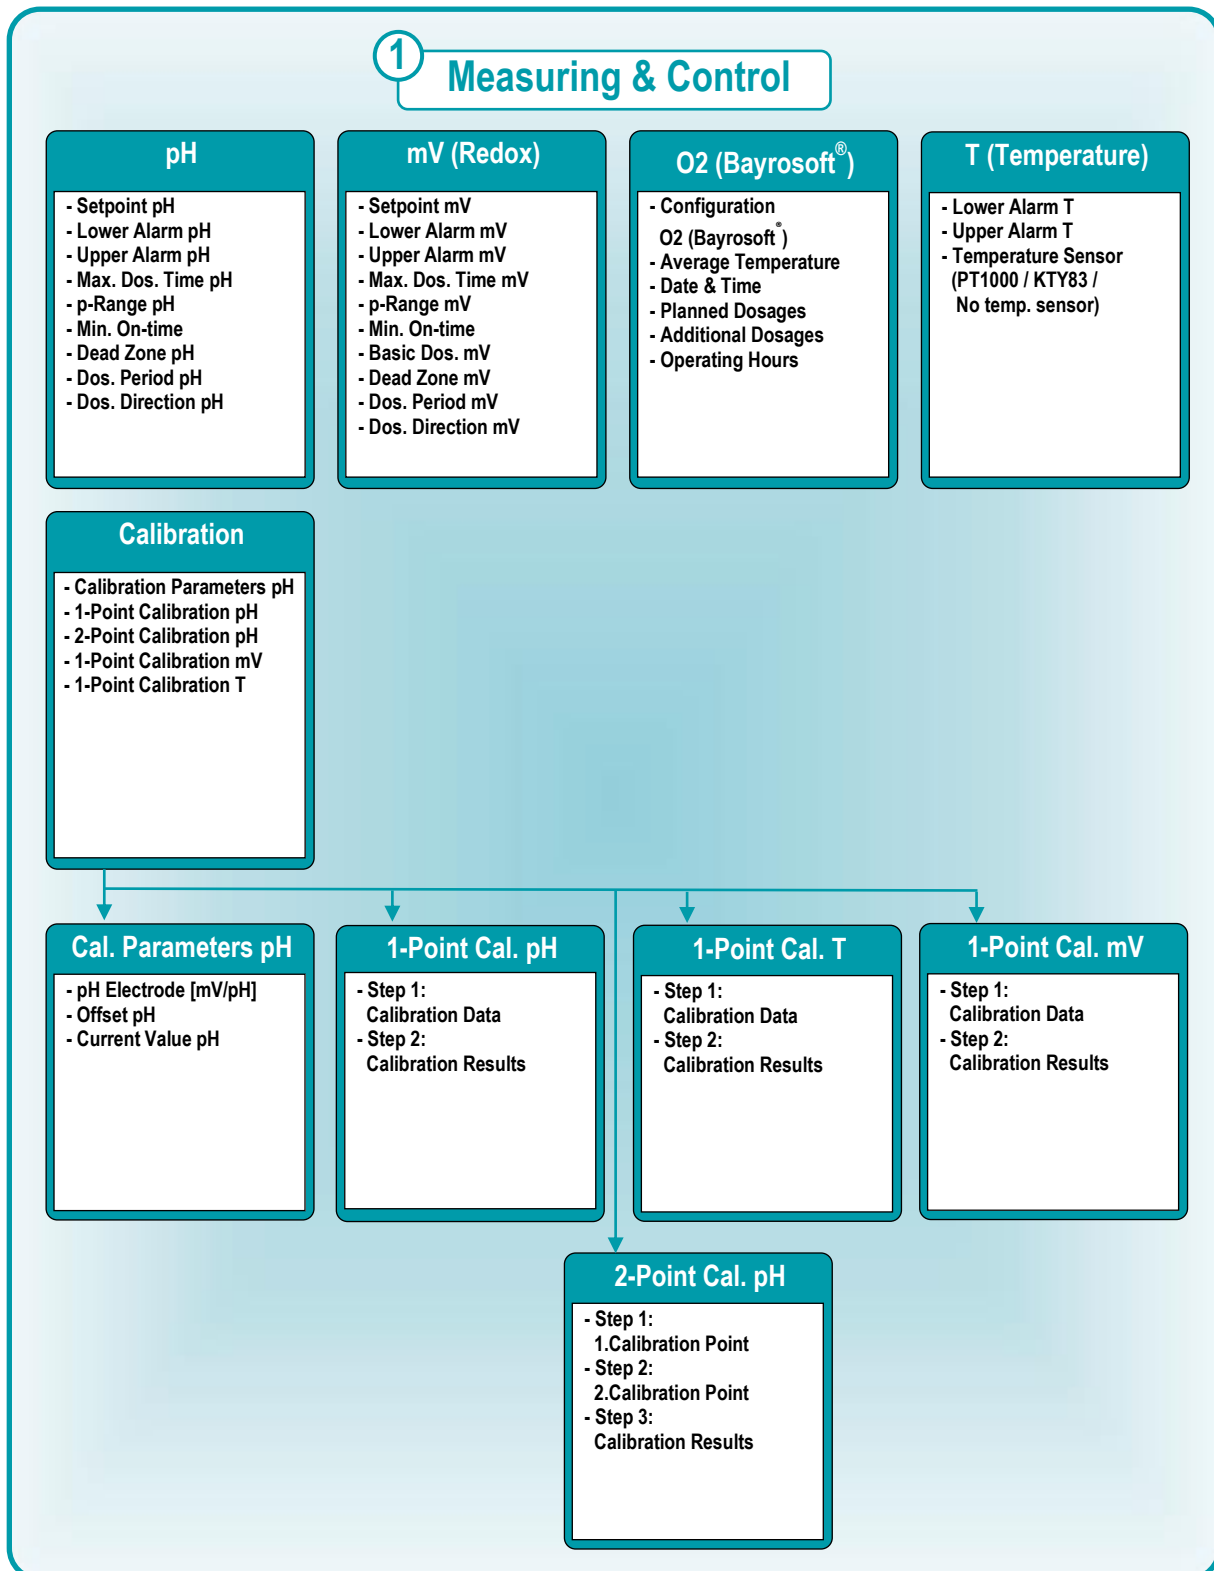 1
Measuring & Control
pH
- Setpoint pH
- Lower Alarm pH
- Upper Alarm pH
- Max. Dos. Time pH
- p-Range pH
- Min. On-time
- Dead Zone pH
- Dos. Period pH
- Dos. Direction pH
mV (Redox)
- Setpoint mV
- Lower Alarm mV
- Upper Alarm mV
- Max. Dos. Time mV
- p-Range mV
- Min. On-time
- Basic Dos. mV
- Dead Zone mV
- Dos. Period mV
- Dos. Direction mV
O2 (Bayrosoft®)
- Configuration
O2 (Bayrosoft®)
- Average Temperature
- Date & Time
- Planned Dosages
- Additional Dosages
- Operating Hours
T (Temperature)
- Lower Alarm T
- Upper Alarm T
- Temperature Sensor
(PT1000 / KTY83 /
No temp. sensor)
Calibration
- Calibration Parameters pH
- 1-Point Calibration pH
- 2-Point Calibration pH
- 1-Point Calibration mV
- 1-Point Calibration T
Cal. Parameters pH
- pH Electrode [mV/pH]
- Offset pH
- Current Value pH
1-Point Cal. pH
- Step 1:
Calibration Data
- Step 2:
Calibration Results
1-Point Cal. T
- Step 1:
Calibration Data
- Step 2:
Calibration Results
1-Point Cal. mV
- Step 1:
Calibration Data
- Step 2:
Calibration Results
2-Point Cal. pH
- Step 1:
1.Calibration Point
- Step 2:
2.Calibration Point
- Step 3:
Calibration Results